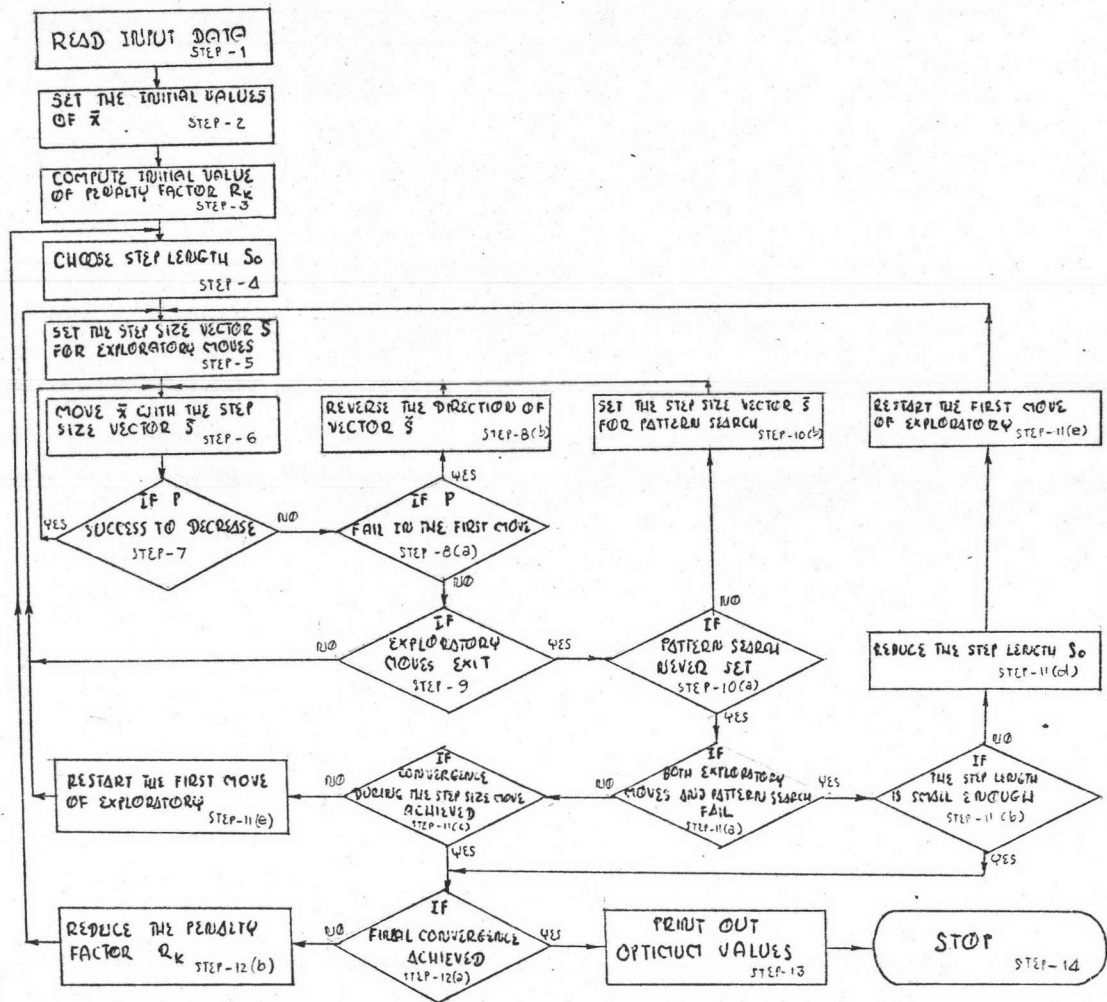 READ INPUT DATA
STEP-1
SET THE INITIAL VALUES
OF x̄
STEP-2
COMPUTE INITIAL VALUE
OF PENALTY FACTOR RK
STEP-3
CHOOSE STEP LENGTH So
STEP-4
SET THE STEP SIZE VECTOR S̄
FOR EXPLORATORY MOVES
STEP-5
MOVE x̄ WITH THE STEP
SIZE VECTOR S̄
STEP-6
REVERSE THE DIRECTION OF
VECTOR S̄
STEP-8(b)
SET THE STEP SIZE VECTOR S̄
FOR PATTERN SEARCH
STEP-10(b)
RESTART THE FIRST MOVE
OF EXPLORATORY
STEP-11(e)
YES
IF P
SUCCESS TO DECREASE
STEP-7
NO
YES
IF P
FAIL IN THE FIRST MOVE
STEP-8(a)
NO
NO
IF
EXPLORATORY
MOVES EXIT
STEP-9
YES
NO
IF
PATTERN SEARCH
NEVER SET
STEP-10(a)
YES
REDUCE THE STEP LENGTH So
STEP-11(d)
RESTART THE FIRST MOVE
OF EXPLORATORY
STEP-11(e)
NO
IF
CONVERGENCE
DURING THE STEP SIZE MOVE
ACHIEVED
STEP-11(c)
YES
NO
IF
BOTH EXPLORATORY
MOVES AND PATTERN SEARCH
FAIL
STEP-11(a)
YES
NO
IF
THE STEP LENGTH
IS SMALL ENOUGH
STEP-11(b)
YES
REDUCE THE PENALTY
FACTOR RK
STEP-12(b)
NO
IF
FINAL CONVERGENCE
ACHIEVED
STEP-12(a)
YES
PRINT OUT
OPTIMUM VALUES
STEP-13
STOP
STEP-14